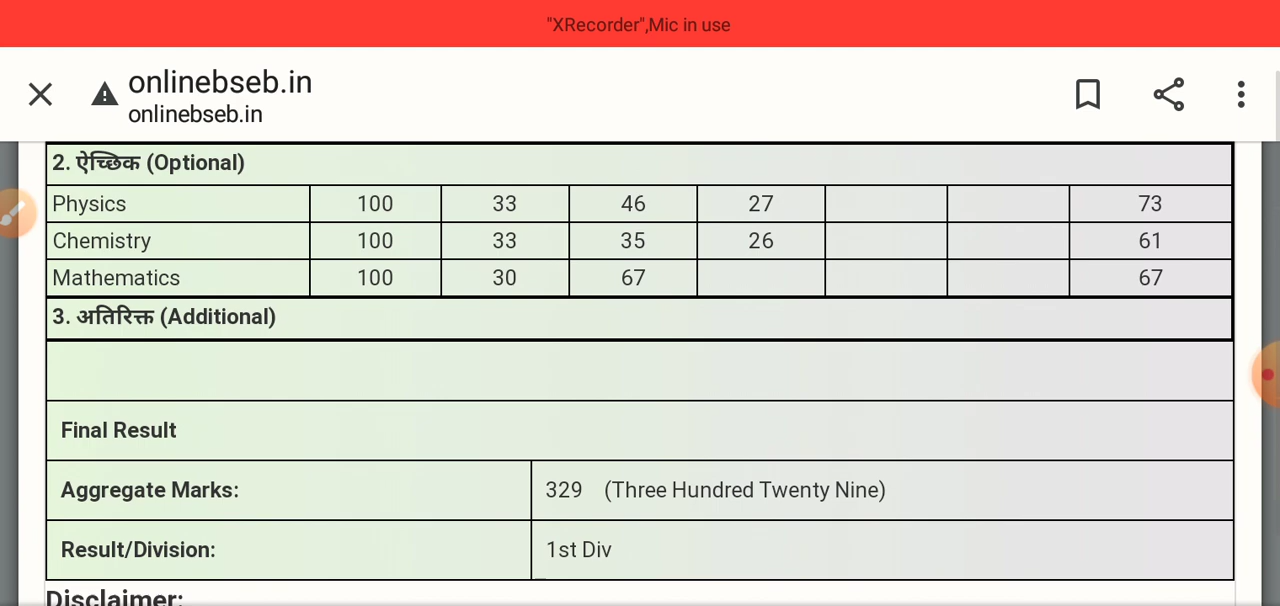 "XRecorder",Mic in use
onlinebseb.in
onlinebseb.in
2. ऐच्छिक (Optional)
Physics 100 33 46 27 73
Chemistry 100 33 35 26 61
Mathematics 100 30 67 67
3. अतिरिक्त (Additional)
Final Result
Aggregate Marks: 329 (Three Hundred Twenty Nine)
Result/Division: 1st Div
Disclaimer: